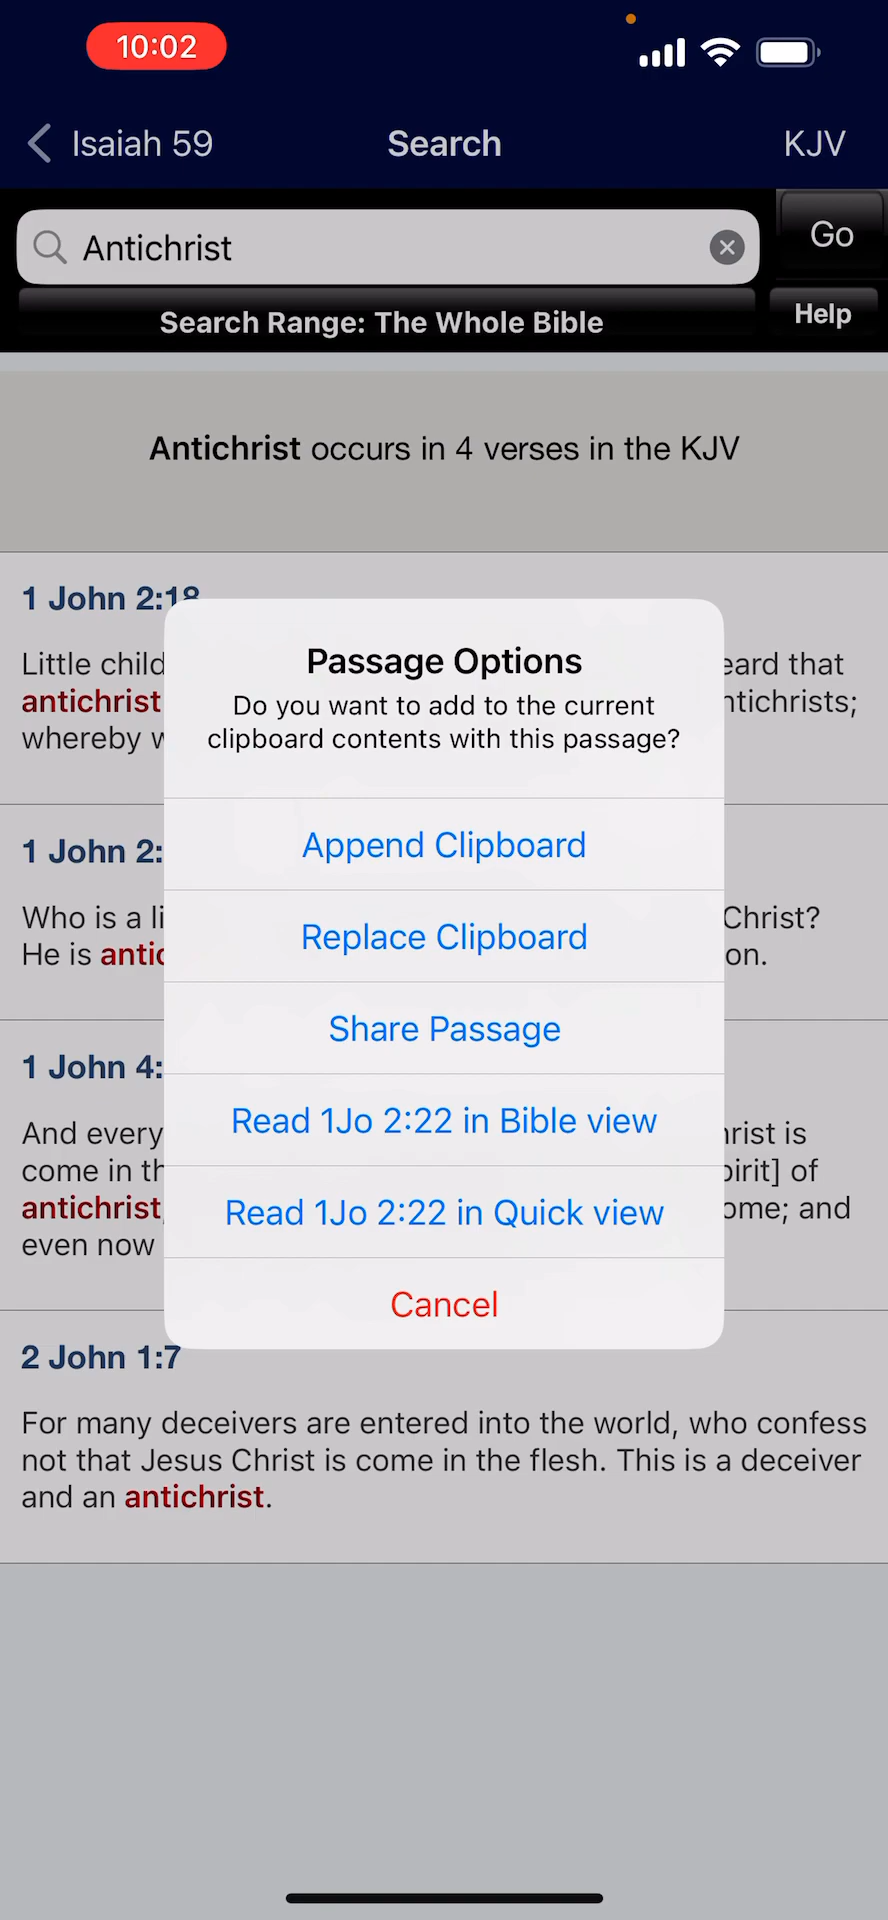 10:02
Isaiah 59 Search KJV
Antichrist Go
Search Range: The Whole Bible Help
Antichrist occurs in 4 verses in the KJV
1 John 2:18
Little child
eard that
antichrist
ntichrists;
whereby w
Passage Options
Do you want to add to the current
clipboard contents with this passage?
Append Clipboard
Replace Clipboard
Share Passage
Read 1Jo 2:22 in Bible view
Read 1Jo 2:22 in Quick view
Cancel
1 John 2:
Who is a li
Christ?
He is antic
on.
1 John 4:
And every
hrist is
come in th
pirit] of
antichrist,
ome; and
even now
2 John 1:7
For many deceivers are entered into the world, who confess
not that Jesus Christ is come in the flesh. This is a deceiver
and an antichrist.